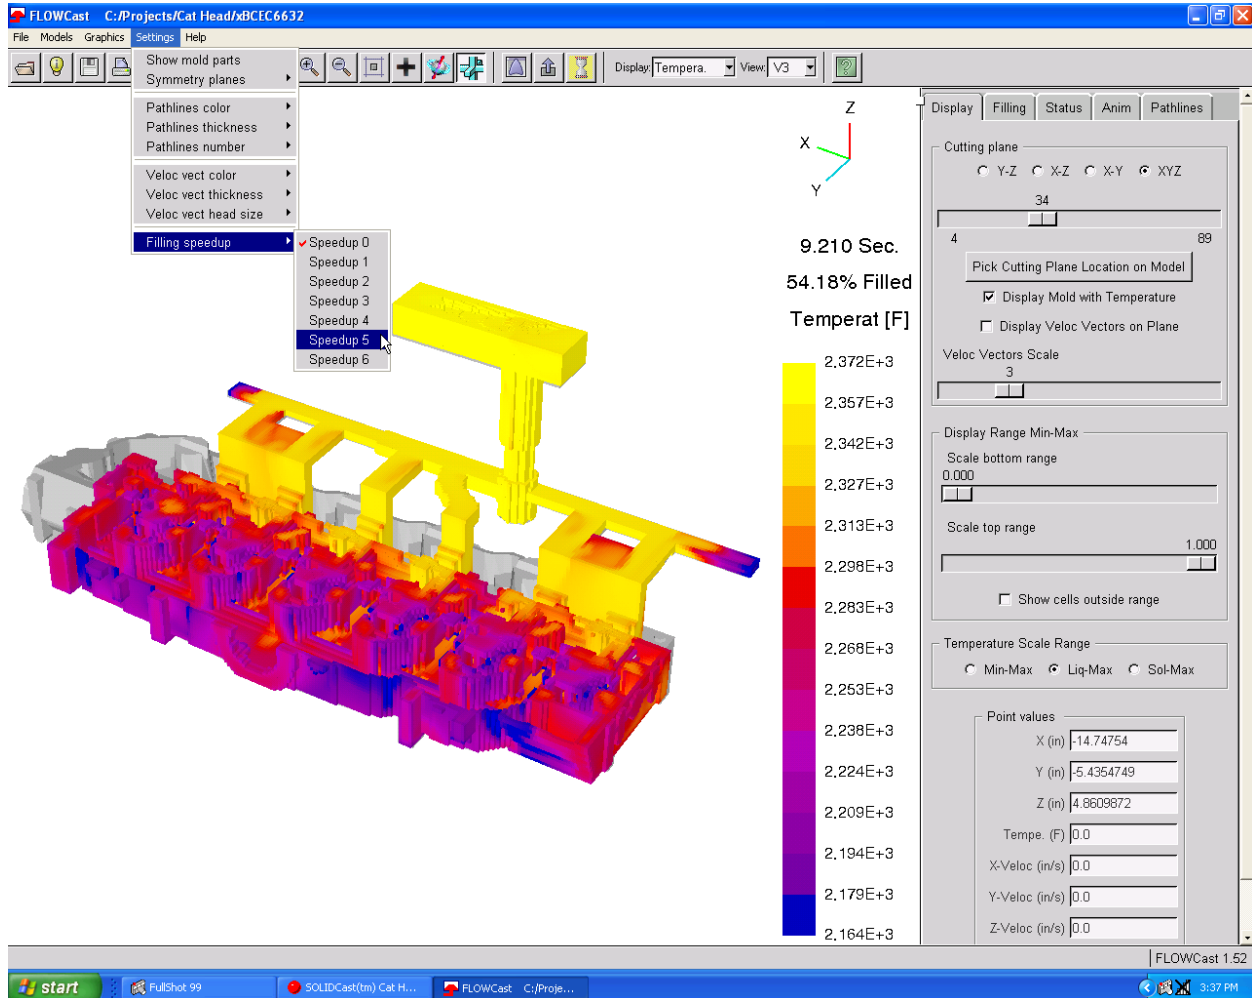 FLOWCast C:/Projects/Cat Head/xBCEC6632
File Models Graphics Settings Help
Display: Tempera. View: V3
Show mold parts
Symmetry planes
Pathlines color
Pathlines thickness
Pathlines number
Veloc vect color
Veloc vect thickness
Veloc vect head size
Filling speedup
Speedup 0
Speedup 1
Speedup 2
Speedup 3
Speedup 4
Speedup 5
Speedup 6
Z
X
Y
9.210 Sec.
54.18% Filled
Temperat [F]
2.372E+3
2.357E+3
2.342E+3
2.327E+3
2.313E+3
2.298E+3
2.283E+3
2.268E+3
2.253E+3
2.238E+3
2.224E+3
2.209E+3
2.194E+3
2.179E+3
2.164E+3
Display Filling Status Anim Pathlines
Cutting plane
Y-Z X-Z X-Y XYZ
34
4 89
Pick Cutting Plane Location on Model
Display Mold with Temperature
Display Veloc Vectors on Plane
Veloc Vectors Scale
3
Display Range Min-Max
Scale bottom range
0.000
Scale top range
1.000
Show cells outside range
Temperature Scale Range
Min-Max Liq-Max Sol-Max
Point values
X (in) -14.74754
Y (in) -5.4354749
Z (in) 4.8609872
Tempe. (F) 0.0
X-Veloc (in/s) 0.0
Y-Veloc (in/s) 0.0
Z-Veloc (in/s) 0.0
FLOWCast 1.52
start FullShot 99 SOLIDCast(tm) Cat H... FLOWCast C:/Proje... 3:37 PM